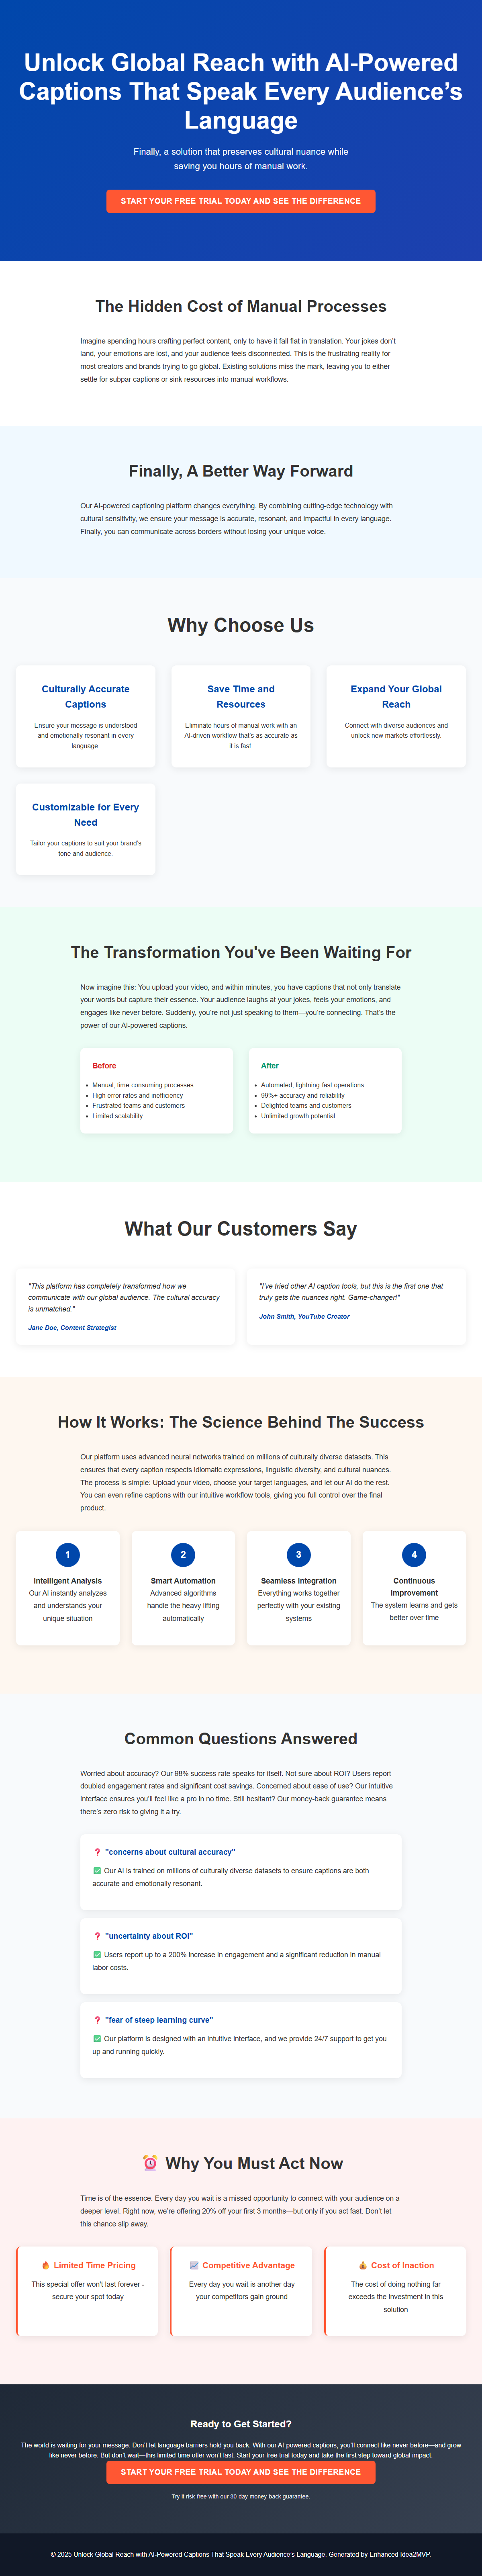 Unlock Global Reach with AI-Powered
Captions That Speak Every Audience’s
Language
Finally, a solution that preserves cultural nuance while
saving you hours of manual work.
START YOUR FREE TRIAL TODAY AND SEE THE DIFFERENCE
The Hidden Cost of Manual Processes
Imagine spending hours crafting perfect content, only to have it fall flat in translation. Your jokes don’t
land, your emotions are lost, and your audience feels disconnected. This is the frustrating reality for
most creators and brands trying to go global. Existing solutions miss the mark, leaving you to either
settle for subpar captions or sink resources into manual workflows.
Finally, A Better Way Forward
Our AI-powered captioning platform changes everything. By combining cutting-edge technology with
cultural sensitivity, we ensure your message is accurate, resonant, and impactful in every language.
Finally, you can communicate across borders without losing your unique voice.
Why Choose Us
Culturally Accurate
Captions
Ensure your message is understood
and emotionally resonant in every
language.
Save Time and
Resources
Eliminate hours of manual work with an
AI-driven workflow that’s as accurate as
it is fast.
Expand Your Global
Reach
Connect with diverse audiences and
unlock new markets effortlessly.
Customizable for Every
Need
Tailor your captions to suit your brand’s
tone and audience.
The Transformation You've Been Waiting For
Now imagine this: You upload your video, and within minutes, you have captions that not only translate
your words but capture their essence. Your audience laughs at your jokes, feels your emotions, and
engages like never before. Suddenly, you’re not just speaking to them—you’re connecting. That’s the
power of our AI-powered captions.
Before
• Manual, time-consuming processes
• High error rates and inefficiency
• Frustrated teams and customers
• Limited scalability
After
• Automated, lightning-fast operations
• 99%+ accuracy and reliability
• Delighted teams and customers
• Unlimited growth potential
What Our Customers Say
"This platform has completely transformed how we
communicate with our global audience. The cultural accuracy
is unmatched."
Jane Doe, Content Strategist
"I’ve tried other AI caption tools, but this is the first one that
truly gets the nuances right. Game-changer!"
John Smith, YouTube Creator
How It Works: The Science Behind The Success
Our platform uses advanced neural networks trained on millions of culturally diverse datasets. This
ensures that every caption respects idiomatic expressions, linguistic diversity, and cultural nuances.
The process is simple: Upload your video, choose your target languages, and let our AI do the rest.
You can even refine captions with our intuitive workflow tools, giving you full control over the final
product.
1
Intelligent Analysis
Our AI instantly analyzes
and understands your
unique situation
2
Smart Automation
Advanced algorithms
handle the heavy lifting
automatically
3
Seamless Integration
Everything works together
perfectly with your existing
systems
4
Continuous
Improvement
The system learns and gets
better over time
Common Questions Answered
Worried about accuracy? Our 98% success rate speaks for itself. Not sure about ROI? Users report
doubled engagement rates and significant cost savings. Concerned about ease of use? Our intuitive
interface ensures you’ll feel like a pro in no time. Still hesitant? Our money-back guarantee means
there’s zero risk to giving it a try.
❓ "concerns about cultural accuracy"
✅ Our AI is trained on millions of culturally diverse datasets to ensure captions are both
accurate and emotionally resonant.
❓ "uncertainty about ROI"
✅ Users report up to a 200% increase in engagement and a significant reduction in manual
labor costs.
❓ "fear of steep learning curve"
✅ Our platform is designed with an intuitive interface, and we provide 24/7 support to get you
up and running quickly.
⏰ Why You Must Act Now
Time is of the essence. Every day you wait is a missed opportunity to connect with your audience on a
deeper level. Right now, we’re offering 20% off your first 3 months—but only if you act fast. Don’t let
this chance slip away.
🔥 Limited Time Pricing
This special offer won't last forever -
secure your spot today
📈 Competitive Advantage
Every day you wait is another day
your competitors gain ground
💰 Cost of Inaction
The cost of doing nothing far
exceeds the investment in this
solution
Ready to Get Started?
The world is waiting for your message. Don’t let language barriers hold you back. With our AI-powered captions, you’ll connect like never before—and grow
like never before. But don’t wait—this limited-time offer won’t last. Start your free trial today and take the first step toward global impact.
START YOUR FREE TRIAL TODAY AND SEE THE DIFFERENCE
Try it risk-free with our 30-day money-back guarantee.
© 2025 Unlock Global Reach with AI-Powered Captions That Speak Every Audience’s Language. Generated by Enhanced Idea2MVP.